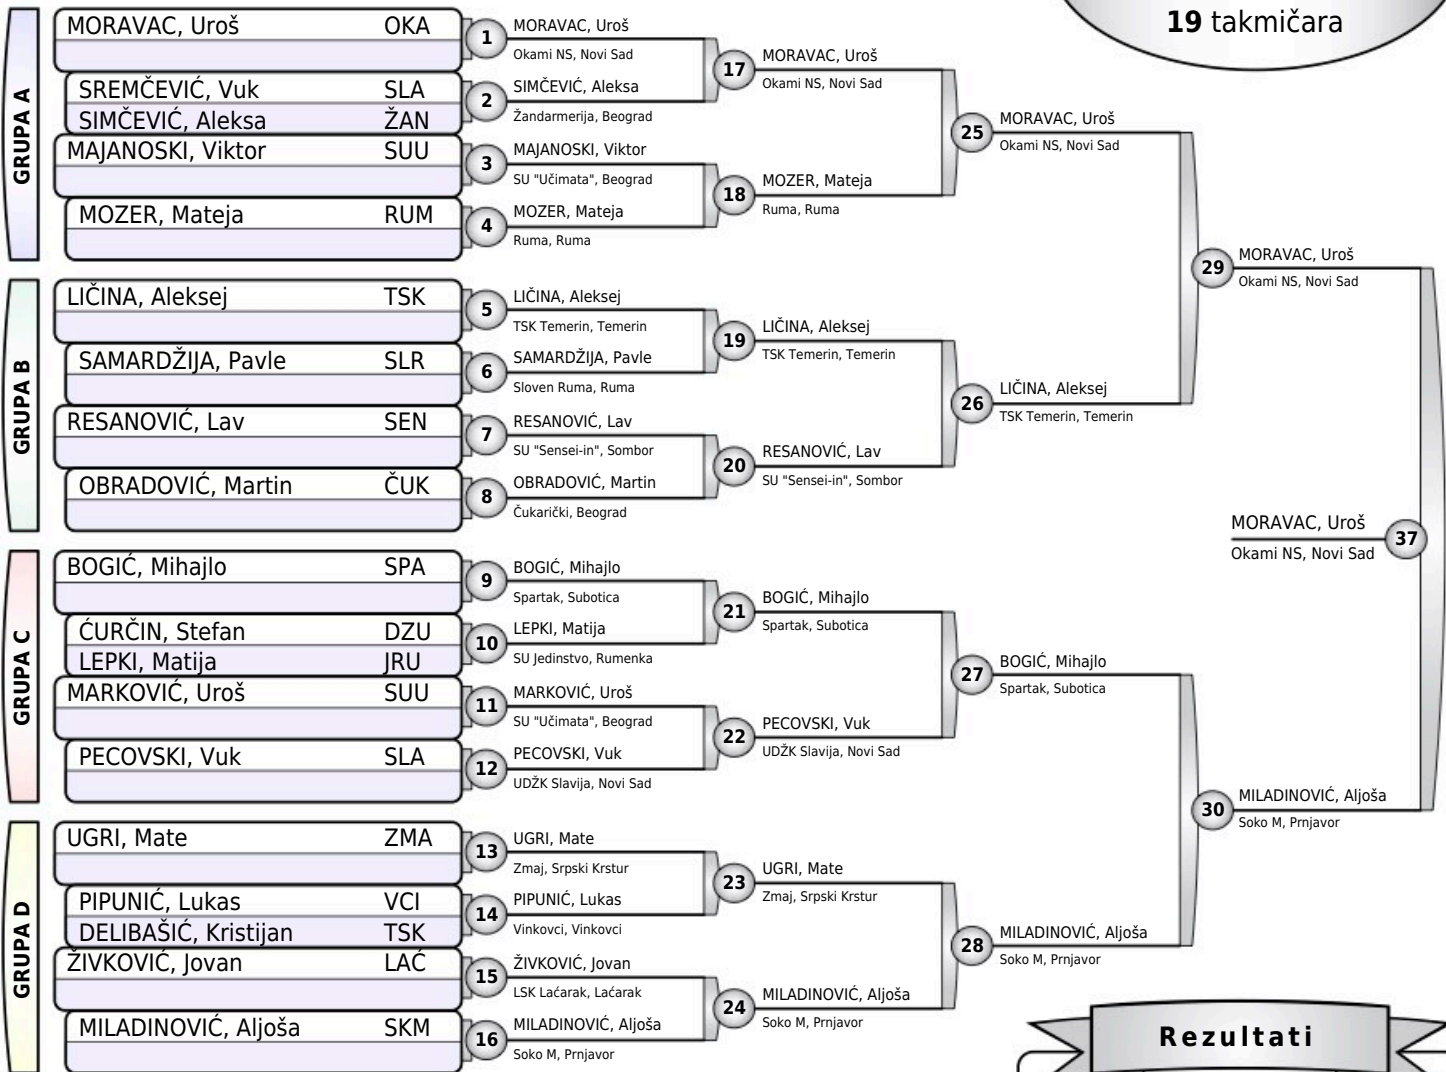 19 takmičara
GRUPA A
MORAVAC, Uroš OKA
SREMČEVIĆ, Vuk SLA
SIMČEVIĆ, Aleksa ŽAN
MAJANOSKI, Viktor SUU
MOZER, Mateja RUM
GRUPA B
LIČINA, Aleksej TSK
SAMARDŽIJA, Pavle SLR
RESANOVIĆ, Lav SEN
OBRADOVIĆ, Martin ČUK
GRUPA C
BOGIĆ, Mihajlo SPA
ĆURČIN, Stefan DZU
LEPKI, Matija JRU
MARKOVIĆ, Uroš SUU
PECOVSKI, Vuk SLA
GRUPA D
UGRI, Mate ZMA
PIPUNIĆ, Lukas VCI
DELIBAŠIĆ, Kristijan TSK
ŽIVKOVIĆ, Jovan LAĆ
MILADINOVIĆ, Aljoša SKM
1 MORAVAC, Uroš
Okami NS, Novi Sad
2 SIMČEVIĆ, Aleksa
Žandarmerija, Beograd
3 MAJANOSKI, Viktor
SU "Učimata", Beograd
4 MOZER, Mateja
Ruma, Ruma
5 LIČINA, Aleksej
TSK Temerin, Temerin
6 SAMARDŽIJA, Pavle
Sloven Ruma, Ruma
7 RESANOVIĆ, Lav
SU "Sensei-in", Sombor
8 OBRADOVIĆ, Martin
Čukarički, Beograd
9 BOGIĆ, Mihajlo
Spartak, Subotica
10 LEPKI, Matija
SU Jedinstvo, Rumenka
11 MARKOVIĆ, Uroš
SU "Učimata", Beograd
12 PECOVSKI, Vuk
UDŽK Slavija, Novi Sad
13 UGRI, Mate
Zmaj, Srpski Krstur
14 PIPUNIĆ, Lukas
Vinkovci, Vinkovci
15 ŽIVKOVIĆ, Jovan
LSK Laćarak, Laćarak
16 MILADINOVIĆ, Aljoša
Soko M, Prnjavor
17 MORAVAC, Uroš
Okami NS, Novi Sad
18 MOZER, Mateja
Ruma, Ruma
19 LIČINA, Aleksej
TSK Temerin, Temerin
20 RESANOVIĆ, Lav
SU "Sensei-in", Sombor
21 BOGIĆ, Mihajlo
Spartak, Subotica
22 PECOVSKI, Vuk
UDŽK Slavija, Novi Sad
23 UGRI, Mate
Zmaj, Srpski Krstur
24 MILADINOVIĆ, Aljoša
Soko M, Prnjavor
25 MORAVAC, Uroš
Okami NS, Novi Sad
26 LIČINA, Aleksej
TSK Temerin, Temerin
27 BOGIĆ, Mihajlo
Spartak, Subotica
28 MILADINOVIĆ, Aljoša
Soko M, Prnjavor
29 MORAVAC, Uroš
Okami NS, Novi Sad
30 MILADINOVIĆ, Aljoša
Soko M, Prnjavor
MORAVAC, Uroš 37
Okami NS, Novi Sad
Rezultati